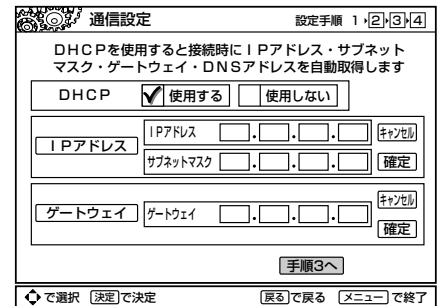 通信設定 設定手順 1 2 3 4
DHCPを使用すると接続時にIPアドレス・サブネット
マスク・ゲートウェイ・DNSアドレスを自動取得します
DHCP 使用する 使用しない
IPアドレス IPアドレス . . . キャンセル
サブネットマスク . . . 確定
ゲートウェイ ゲートウェイ . . . キャンセル
確定
手順3へ
で選択 決定で決定 戻るで戻る メニューで終了